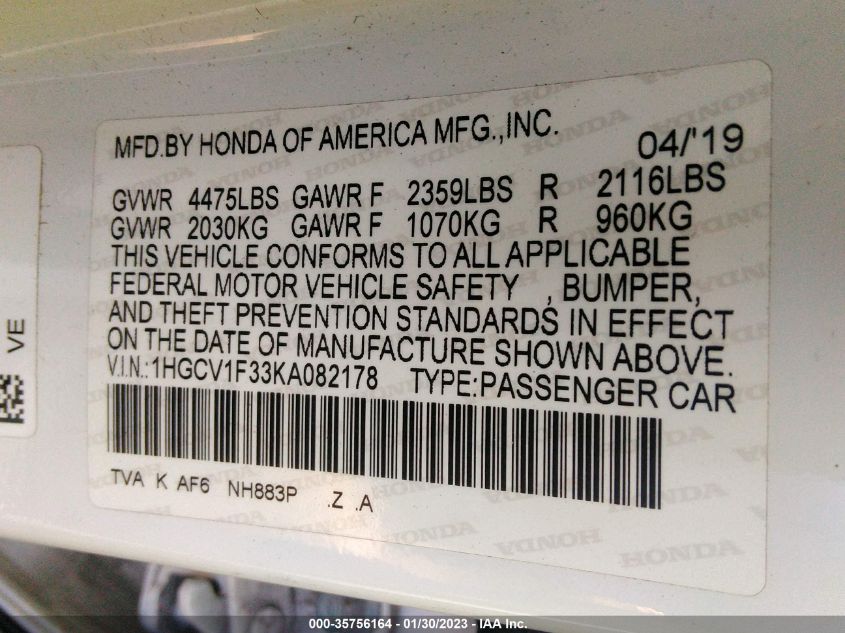 MFD.BY HONDA OF AMERICA MFG.,INC. 04/'19
GVWR 4475LBS GAWR F 2359LBS R 2116LBS
GVWR 2030KG GAWR F 1070KG R 960KG
THIS VEHICLE CONFORMS TO ALL APPLICABLE
FEDERAL MOTOR VEHICLE SAFETY , BUMPER,
AND THEFT PREVENTION STANDARDS IN EFFECT
ON THE DATE OF MANUFACTURE SHOWN ABOVE.
V.I.N.:1HGCV1F33KA082178 TYPE:PASSENGER CAR
TVA K AF6 NH883P .Z .A
VE
HONDA HONDA HONDA
000-35756164 - 01/30/2023 - IAA Inc.